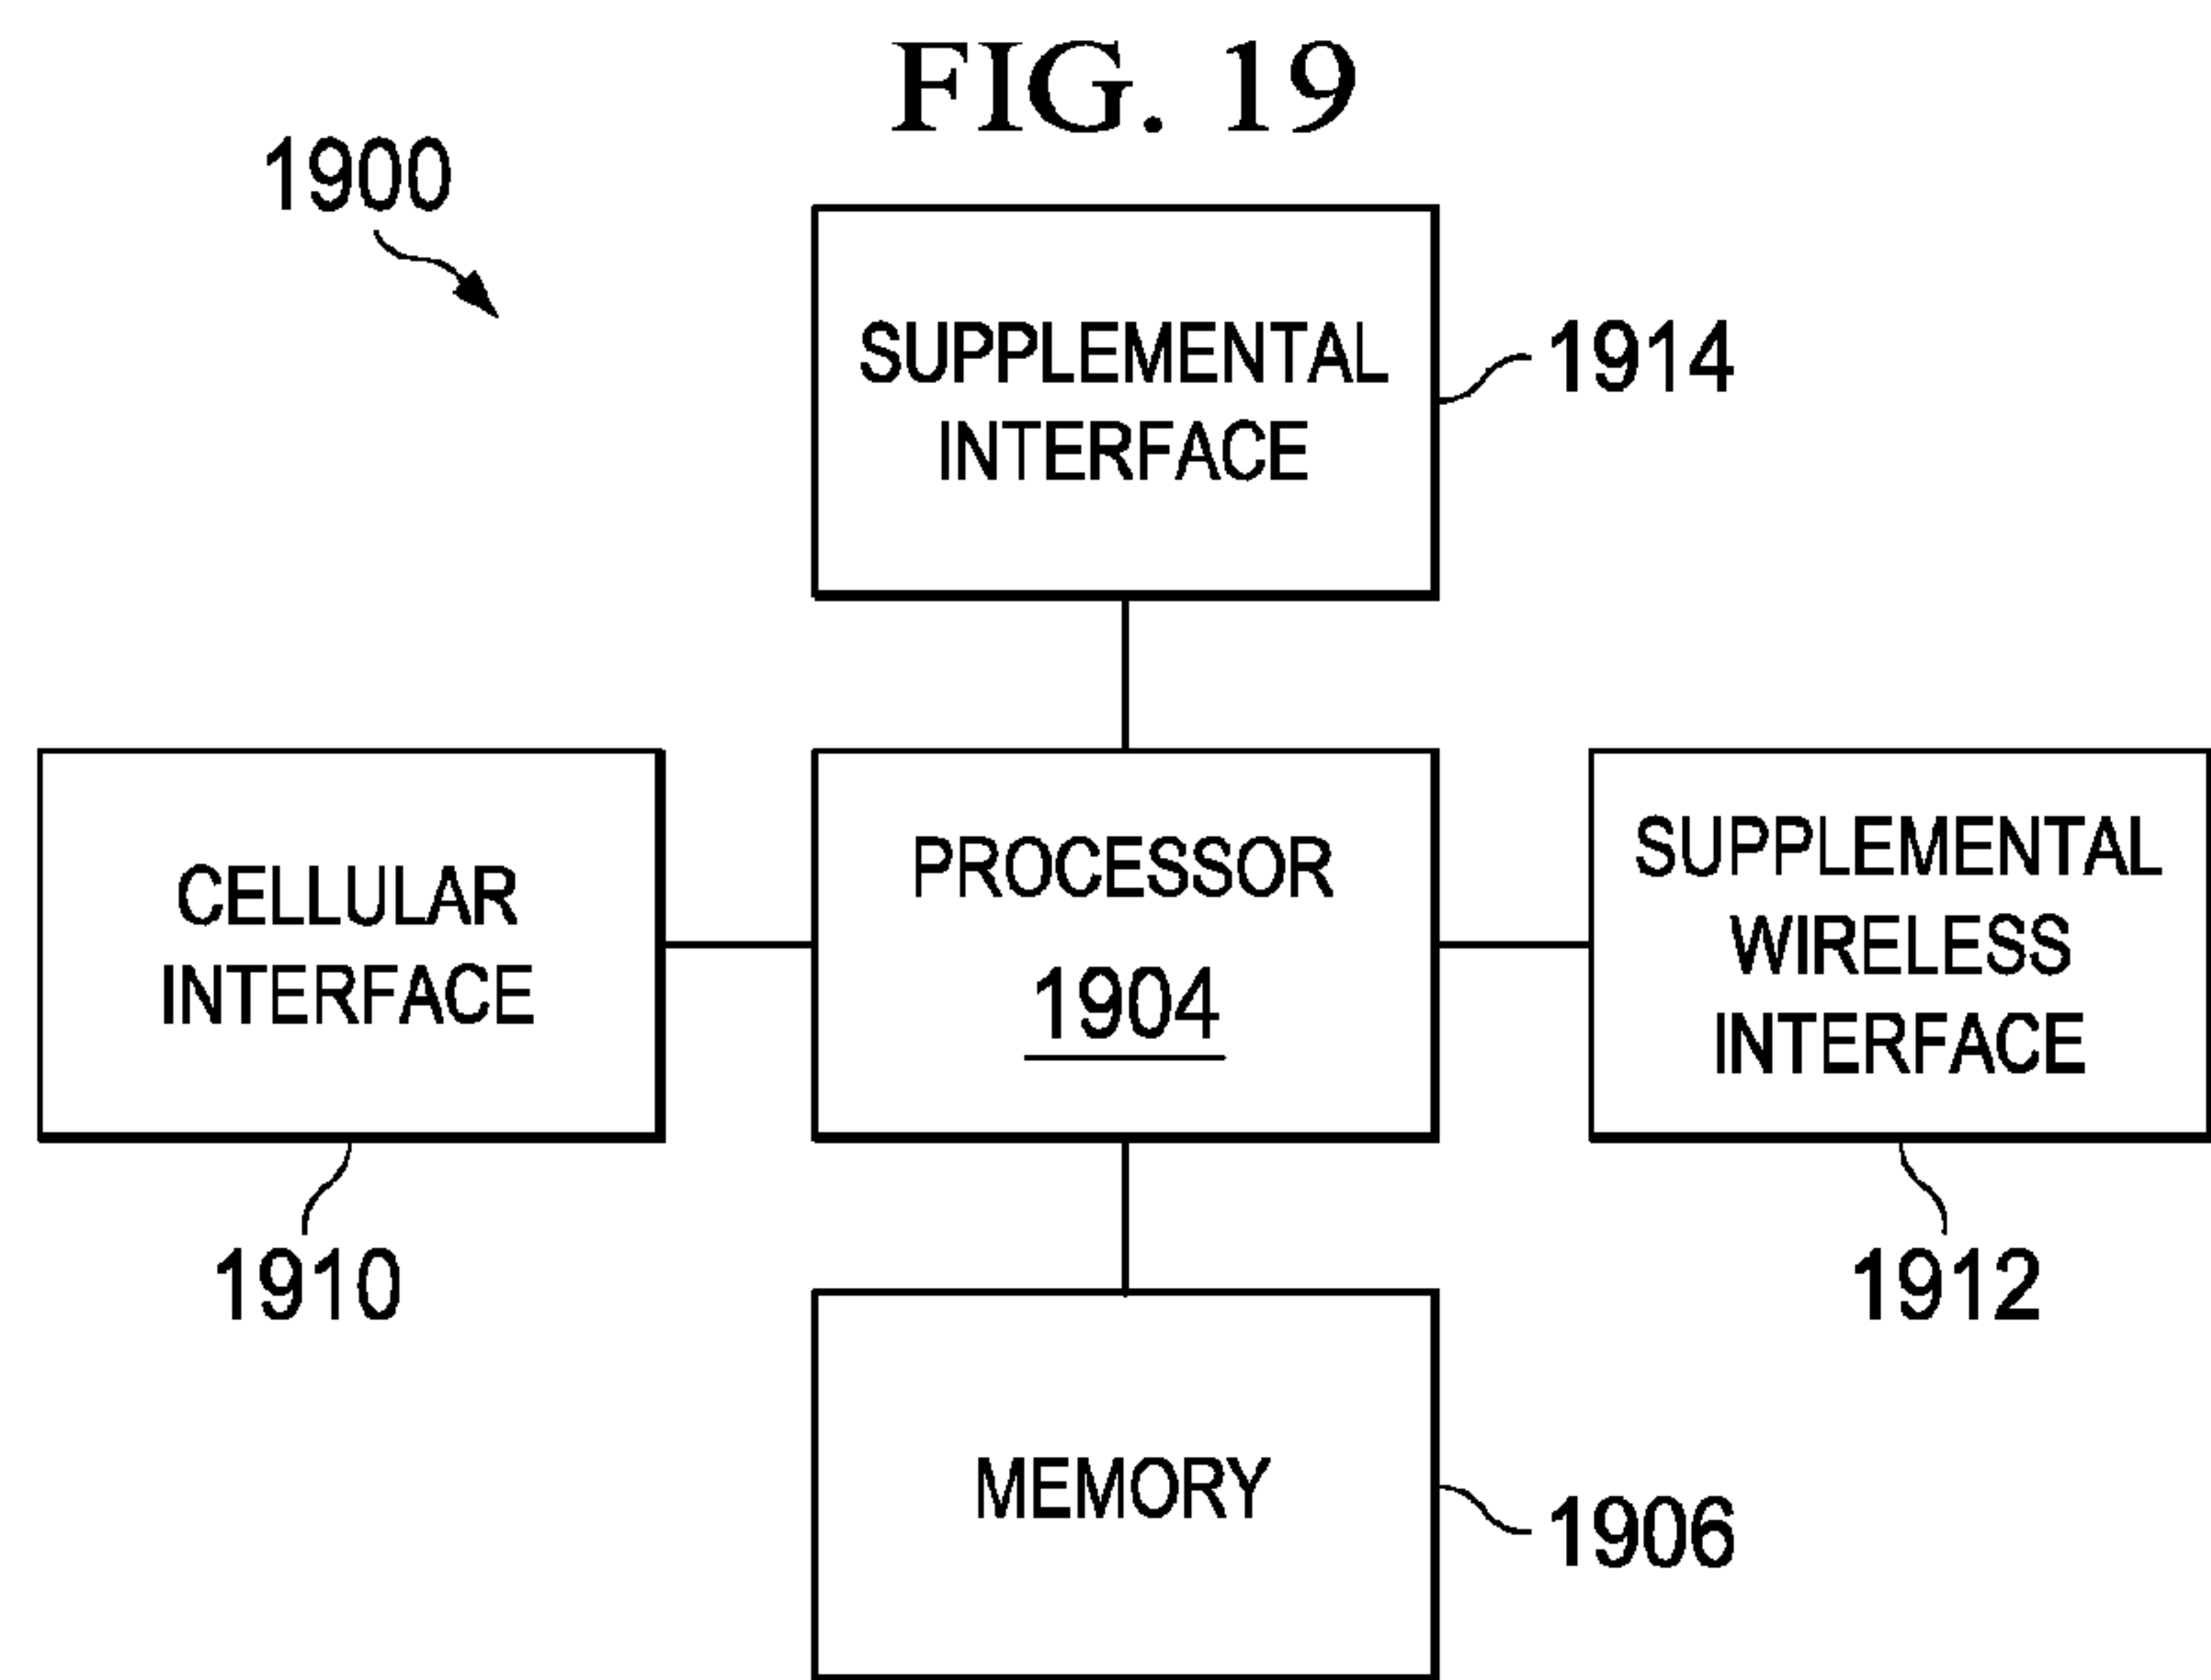 FIG. 19
1900
SUPPLEMENTAL
INTERFACE
1914
CELLULAR
INTERFACE
1910
PROCESSOR
1904
SUPPLEMENTAL
WIRELESS
INTERFACE
1912
MEMORY
1906